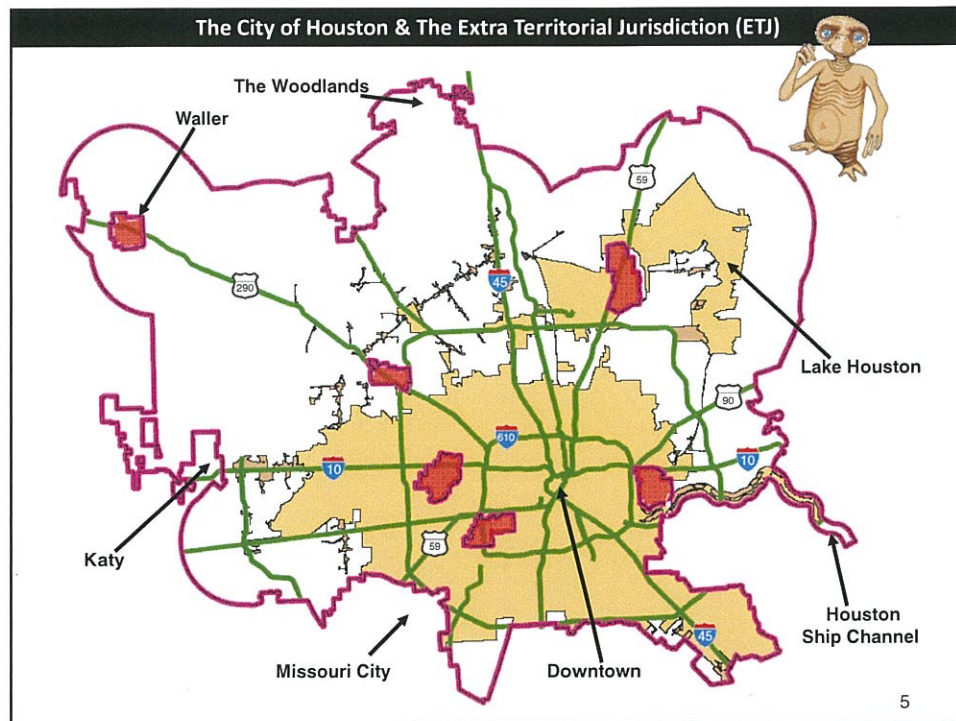 The City of Houston & The Extra Territorial Jurisdiction (ETJ)
The Woodlands
Waller
59
290
45
Lake Houston
90
610
10
10
Katy
59
Houston
Ship Channel
45
Missouri City
Downtown
5